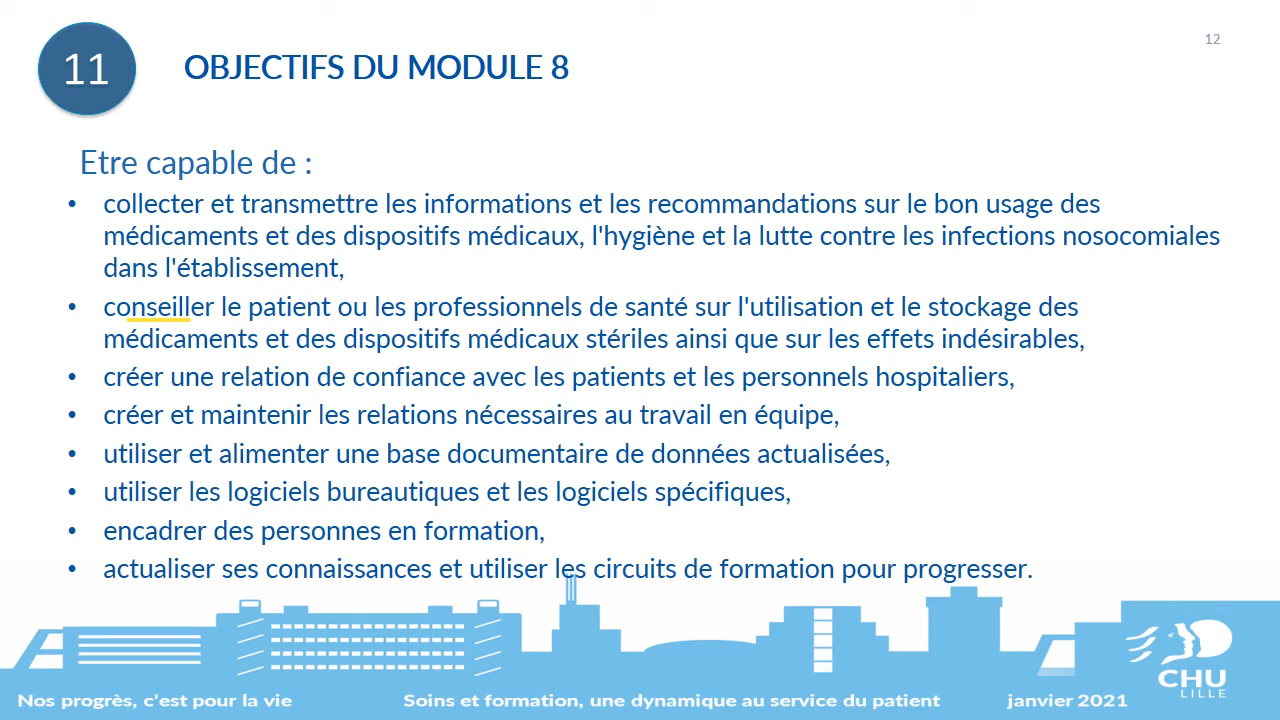 12
11
OBJECTIFS DU MODULE 8
Etre capable de :
• collecter et transmettre les informations et les recommandations sur le bon usage des
médicaments et des dispositifs médicaux, l'hygiène et la lutte contre les infections nosocomiales
dans l'établissement,
• conseiller le patient ou les professionnels de santé sur l'utilisation et le stockage des
médicaments et des dispositifs médicaux stériles ainsi que sur les effets indésirables,
• créer une relation de confiance avec les patients et les personnels hospitaliers,
• créer et maintenir les relations nécessaires au travail en équipe,
• utiliser et alimenter une base documentaire de données actualisées,
• utiliser les logiciels bureautiques et les logiciels spécifiques,
• encadrer des personnes en formation,
• actualiser ses connaissances et utiliser les circuits de formation pour progresser.
CHU
LILLE
Nos progrès, c'est pour la vie
Soins et formation, une dynamique au service du patient
janvier 2021